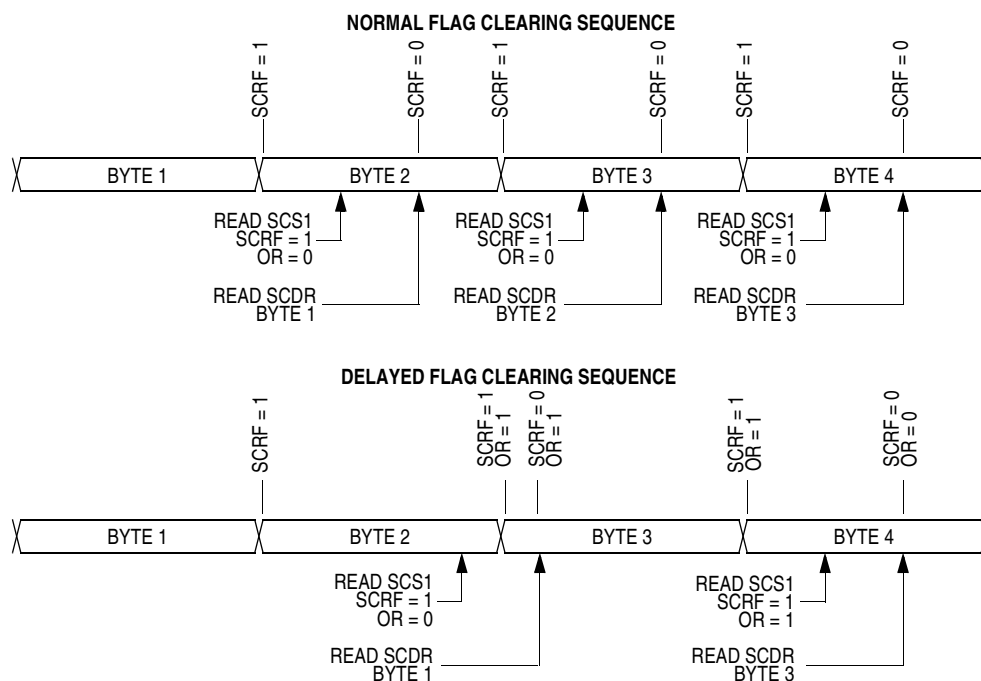 NORMAL FLAG CLEARING SEQUENCE
SCRF = 1
SCRF = 0
SCRF = 1
SCRF = 0
SCRF = 1
SCRF = 0
BYTE 1
BYTE 2
BYTE 3
BYTE 4
READ SCS1
SCRF = 1
OR = 0
READ SCS1
SCRF = 1
OR = 0
READ SCS1
SCRF = 1
OR = 0
READ SCDR
BYTE 1
READ SCDR
BYTE 2
READ SCDR
BYTE 3
DELAYED FLAG CLEARING SEQUENCE
SCRF = 1
SCRF = 1
OR = 1
SCRF = 0
OR = 1
SCRF = 1
OR = 1
SCRF = 0
OR = 0
BYTE 1
BYTE 2
BYTE 3
BYTE 4
READ SCS1
SCRF = 1
OR = 0
READ SCS1
SCRF = 1
OR = 1
READ SCDR
BYTE 1
READ SCDR
BYTE 3